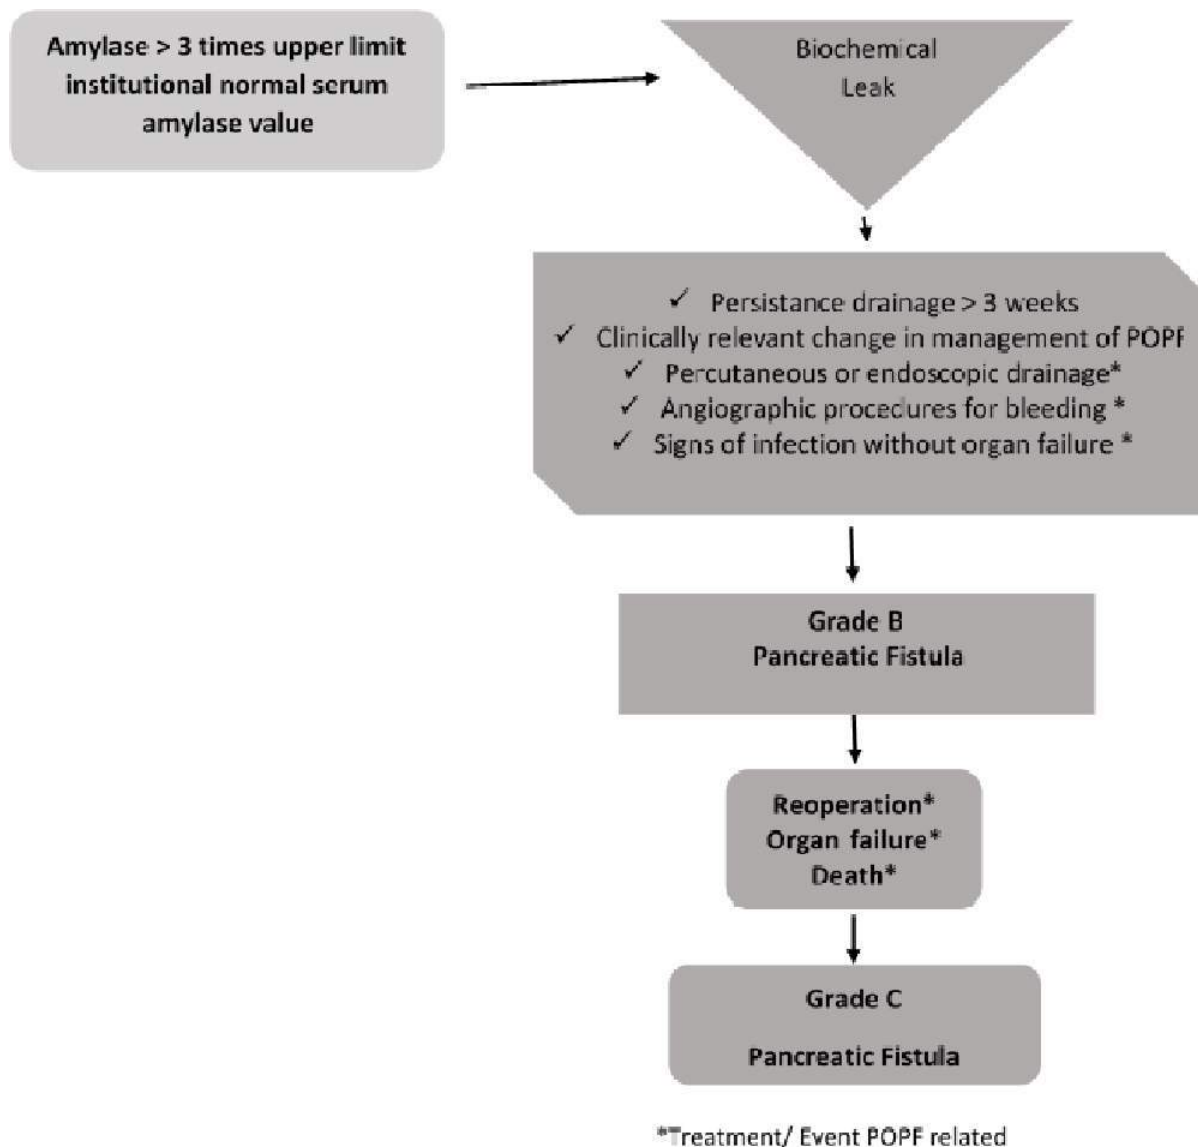 Amylase > 3 times upper limit
institutional normal serum
amylase value
Biochemical
Leak
✓ Persistance drainage > 3 weeks
✓ Clinically relevant change in management of POPF
✓ Percutaneous or endoscopic drainage*
✓ Angiographic procedures for bleeding *
✓ Signs of infection without organ failure *
Grade B
Pancreatic Fistula
Reoperation*
Organ failure*
Death*
Grade C
Pancreatic Fistula
*Treatment/ Event POPF related